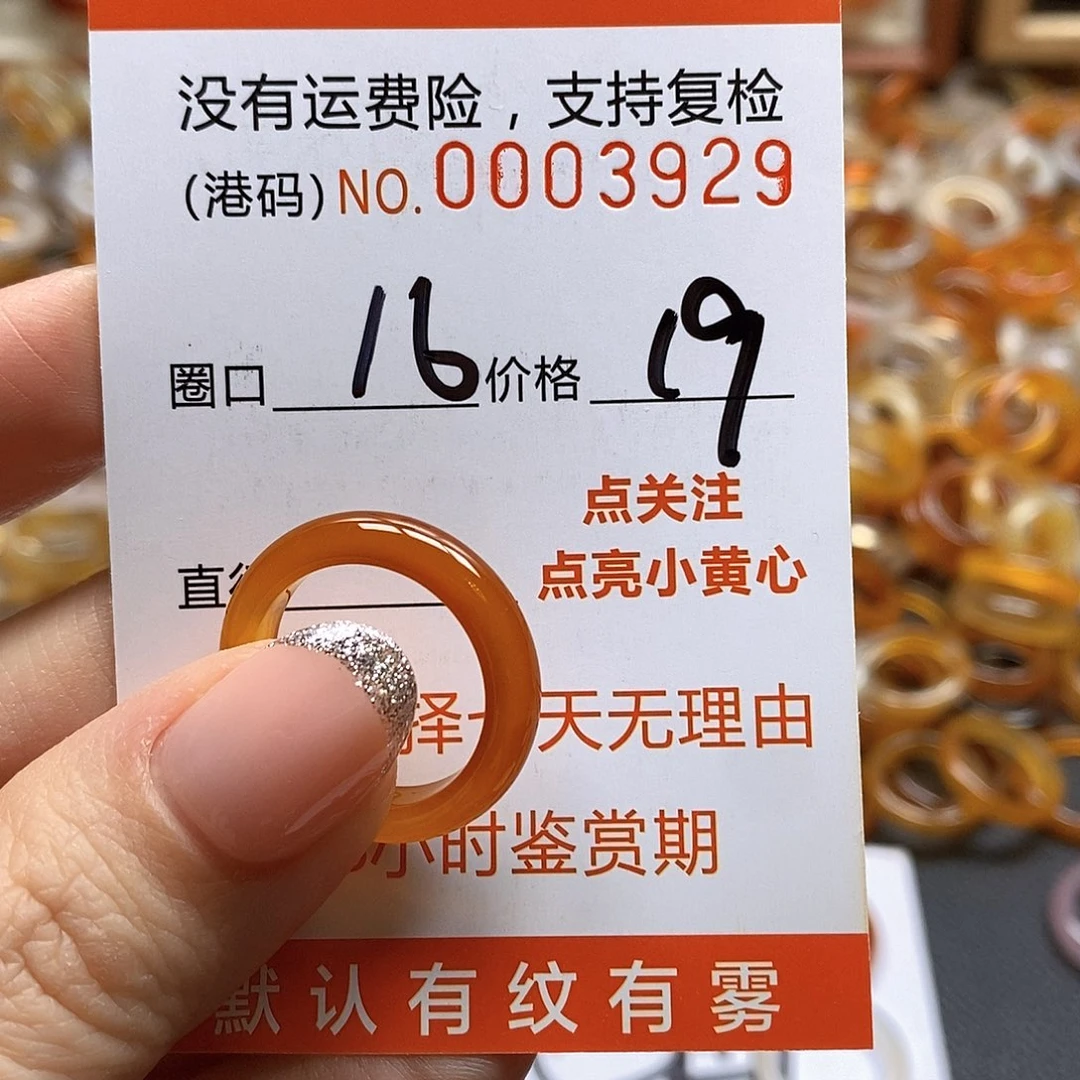 没有运费险，支持复检
(港码)NO.0003929
圈口 16 价格 19
点关注
直
点亮小黄心
择 天无理由
小时鉴赏期
默认有纹有雾